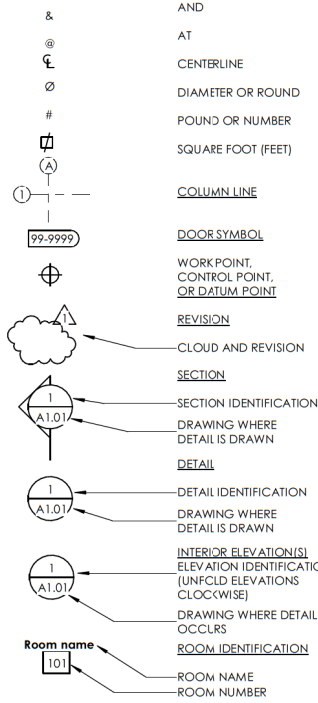 & AND
@ AT
℄ CENTERLINE
Ø DIAMETER OR ROUND
# POUND OR NUMBER
SQUARE FOOT (FEET)
A
1
COLUMN LINE
99-9999 DOOR SYMBOL
WORKPOINT,
CONTROL POINT,
OR DATUM POINT
1 REVISION
CLOUD AND REVISION
SECTION
1 SECTION IDENTIFICATION
A1.01 DRAWING WHERE
DETAIL IS DRAWN
DETAIL
1 DETAIL IDENTIFICATION
A1.01 DRAWING WHERE
DETAIL IS DRAWN
INTERIOR ELEVATION(S)
1 ELEVATION IDENTIFICATIO
(UNFOLD ELEVATIONS
CLOCKWISE)
A1.01 DRAWING WHERE DETAIL
OCCURS
Room name ROOM IDENTIFICATION
101
ROOM NAME
ROOM NUMBER